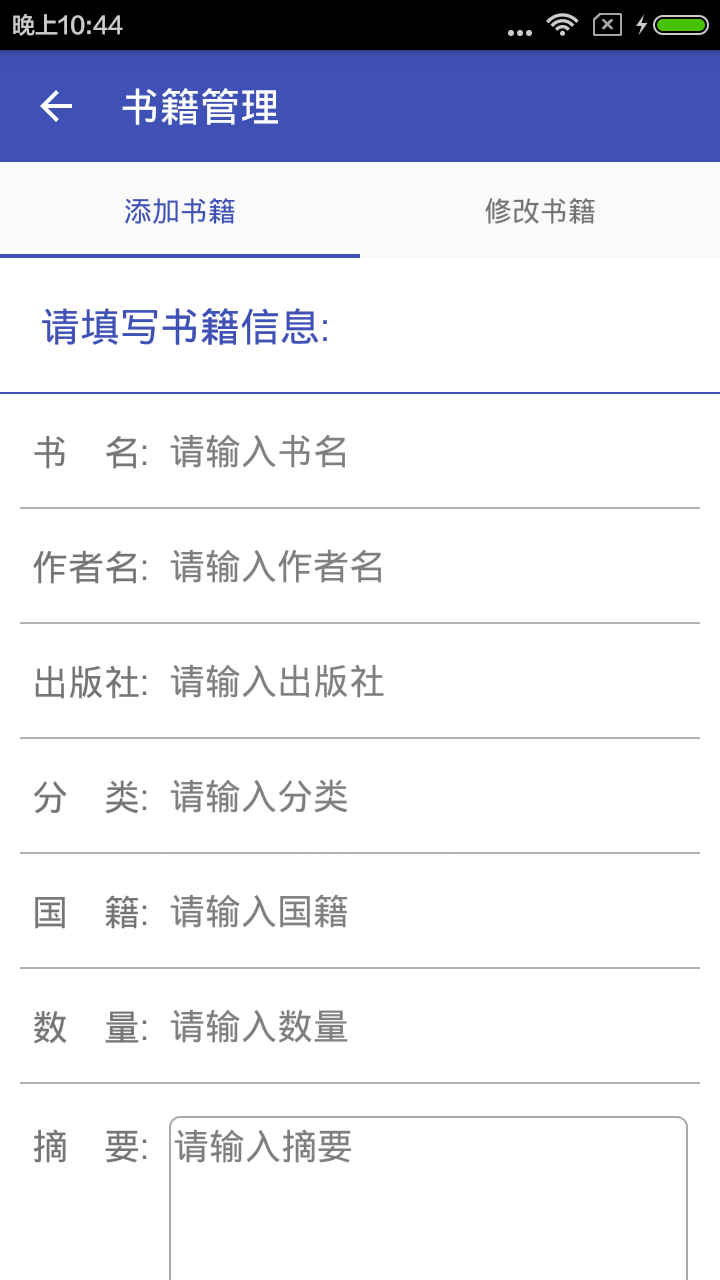 晚上10:44
书籍管理
添加书籍 修改书籍
请填写书籍信息:
书 名: 请输入书名
作者名: 请输入作者名
出版社: 请输入出版社
分 类: 请输入分类
国 籍: 请输入国籍
数 量: 请输入数量
摘 要: 请输入摘要